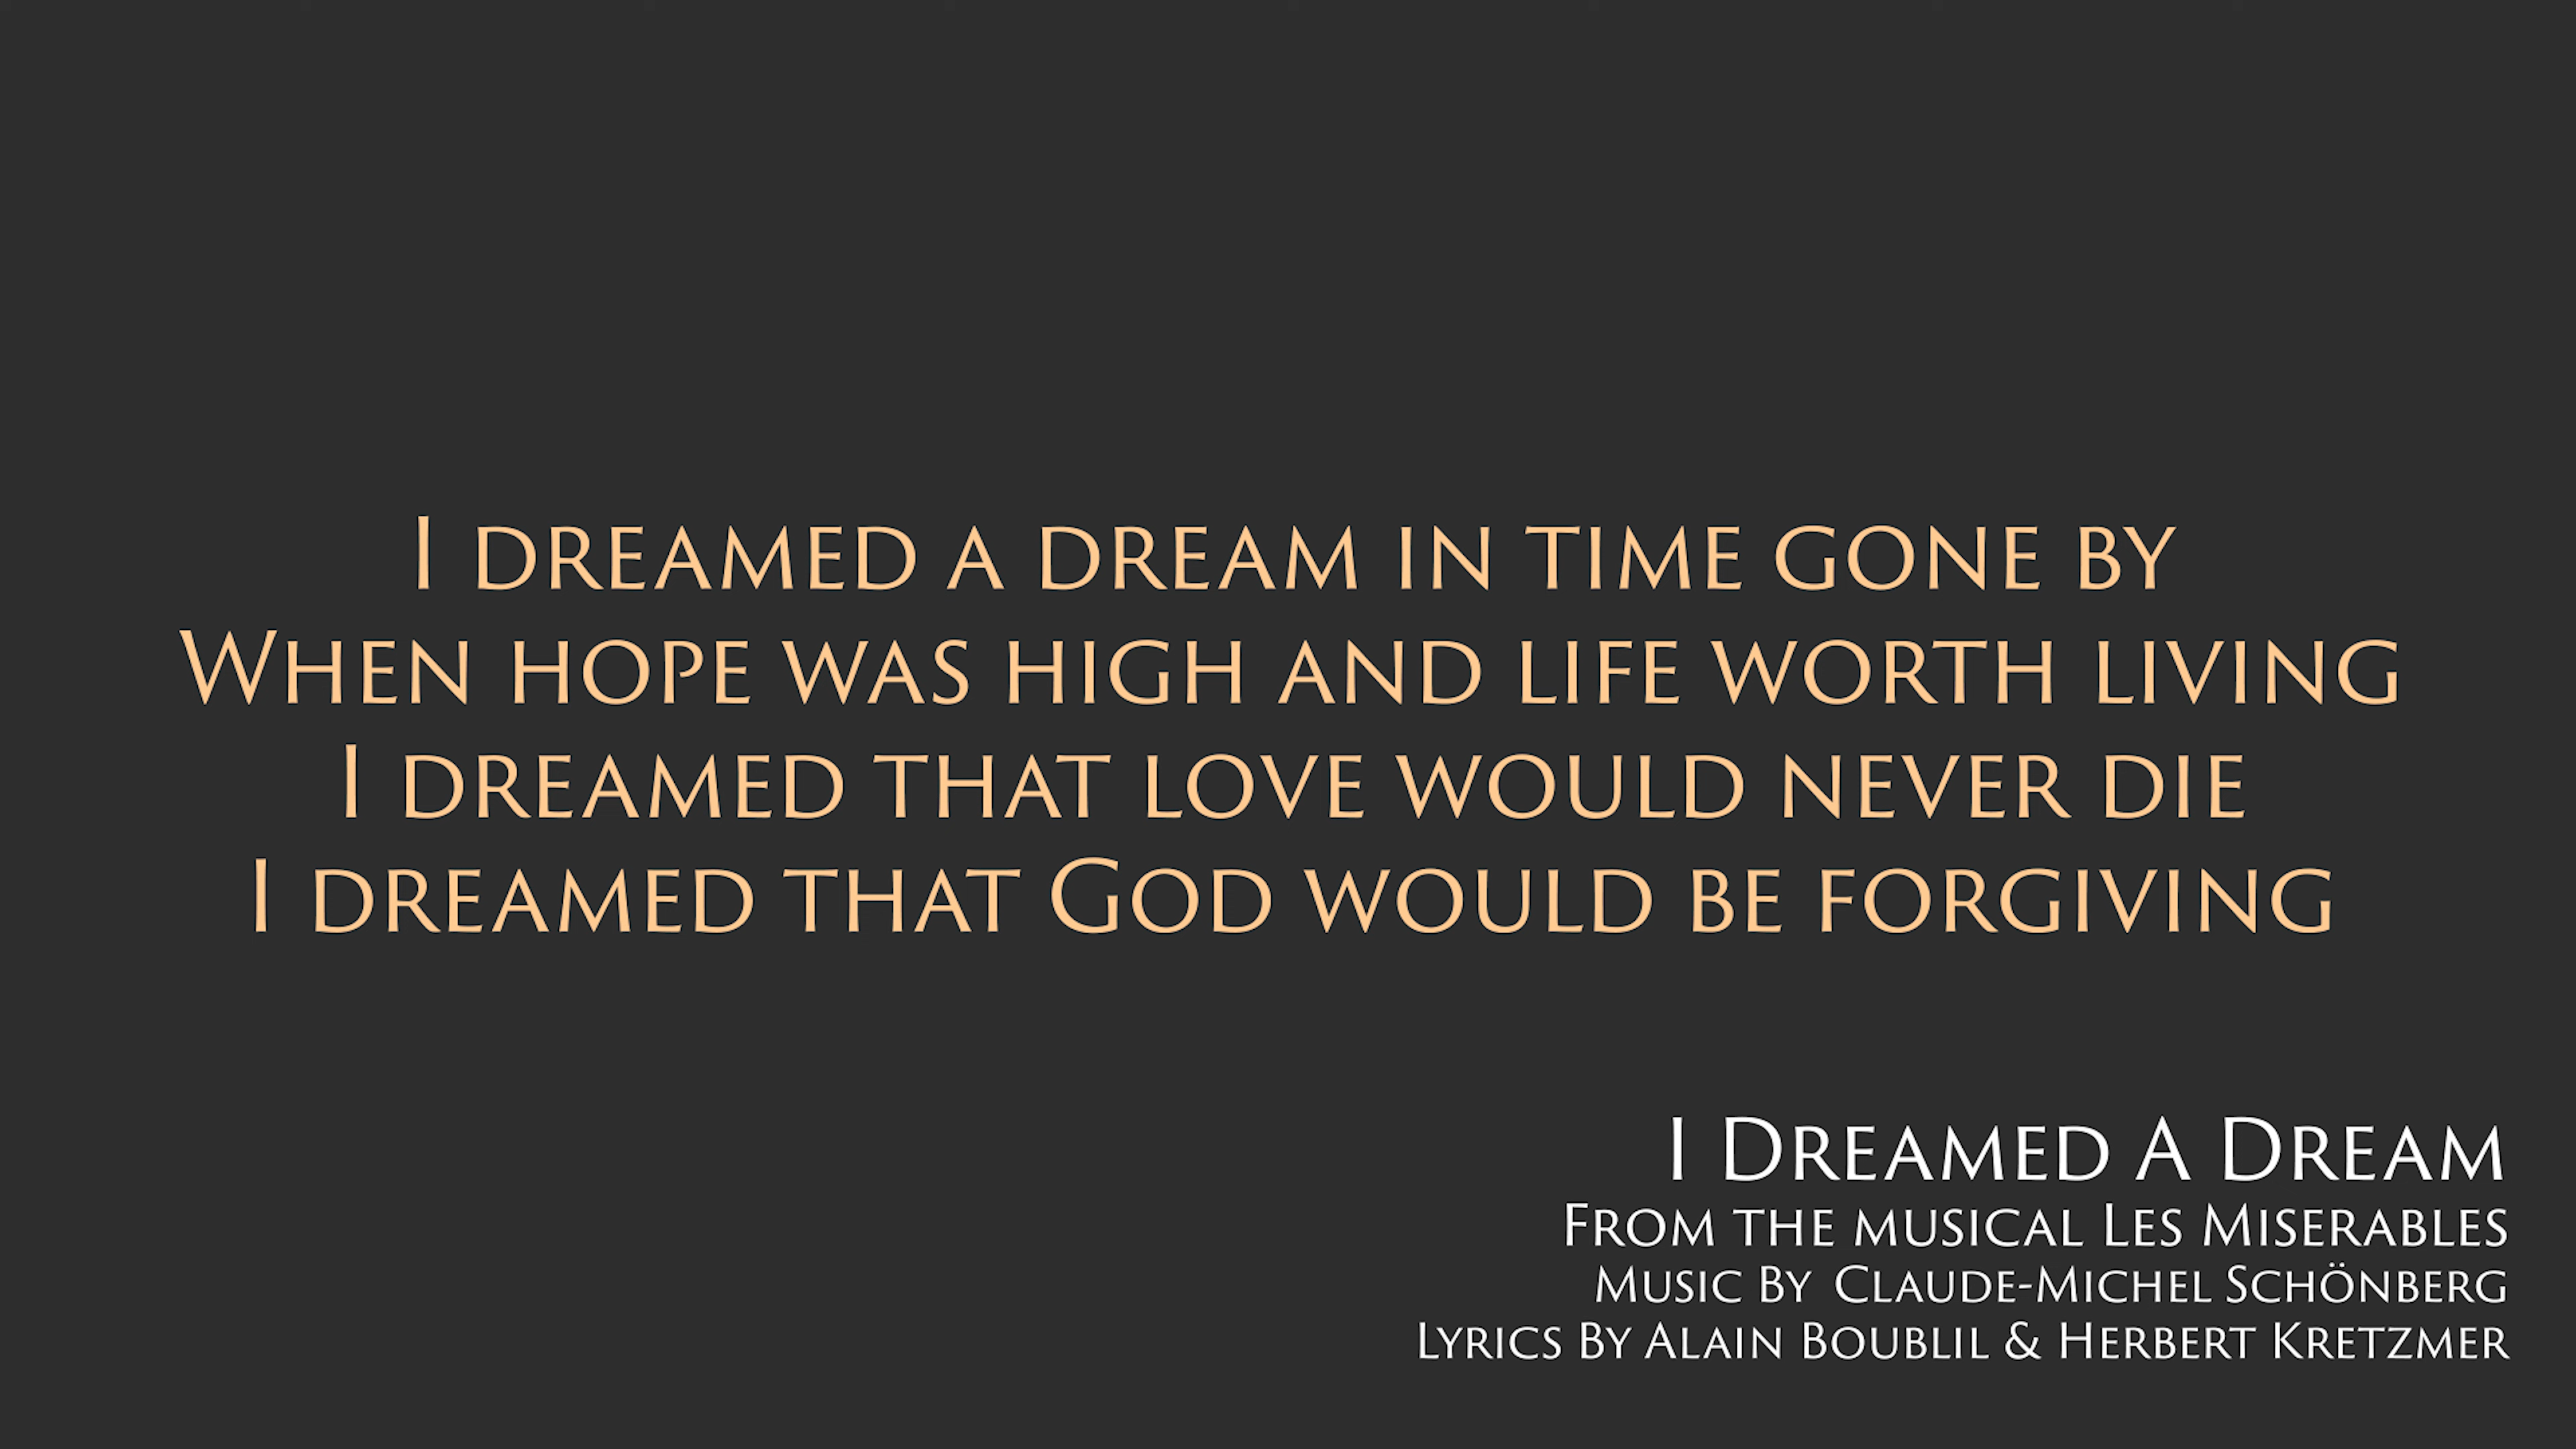 I dreamed a dream in time gone by
When hope was high and life worth living
I dreamed that love would never die
I dreamed that God would be forgiving
I Dreamed A Dream
From the musical Les Miserables
Music By Claude-Michel Schönberg
Lyrics By Alain Boublil & Herbert Kretzmer